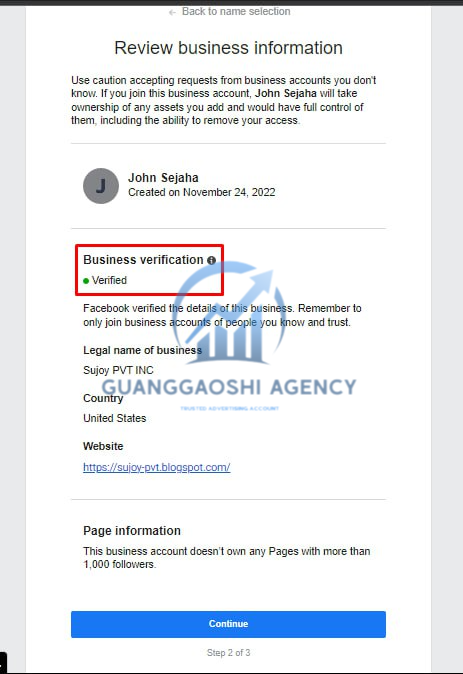 ← Back to name selection
Review business information
Use caution accepting requests from business accounts you don't
know. If you join this business account, John Sejaha will take
ownership of any assets you add and would have full control of
them, including the ability to remove your access.
J
John Sejaha
Created on November 24, 2022
Business verification
Verified
Facebook verified the details of this business. Remember to
only join business accounts of people you know and trust.
Legal name of business
Sujoy PVT INC
GUANGGAOSHI AGENCY
Country
TRUSTED ADVERTISING ACCOUNT
United States
Website
https://sujoy-pvt.blogspot.com/
Page information
This business account doesn't own any Pages with more than
1,000 followers.
Continue
Step 2 of 3